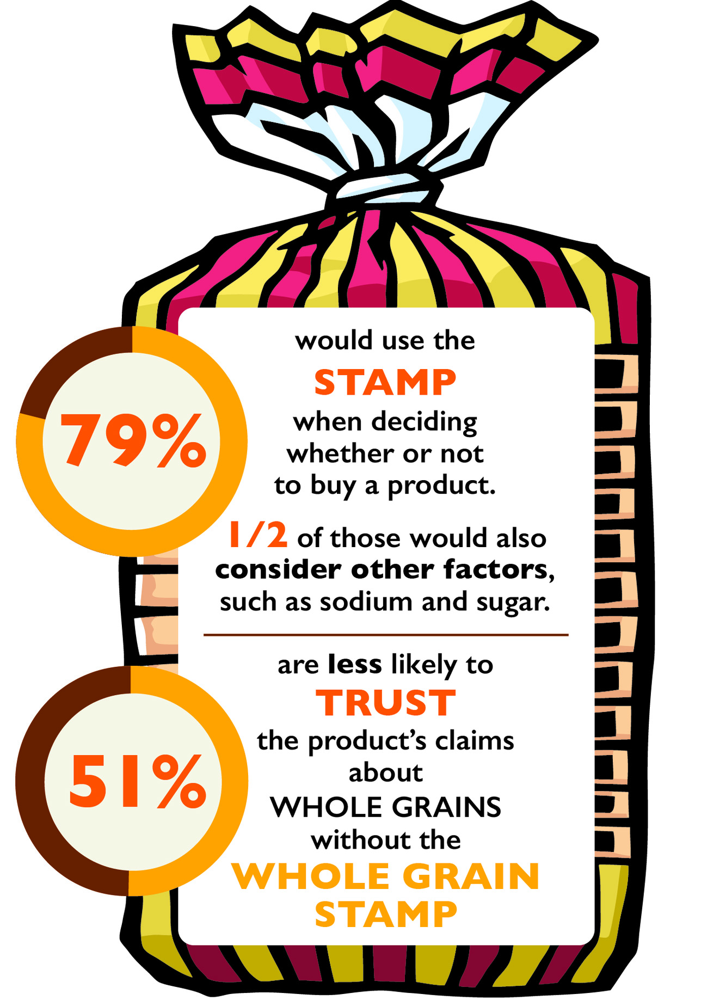 79%
would use the
STAMP
when deciding
whether or not
to buy a product.
1/2 of those would also
consider other factors,
such as sodium and sugar.
51%
are less likely to
TRUST
the product’s claims
about
WHOLE GRAINS
without the
WHOLE GRAIN
STAMP